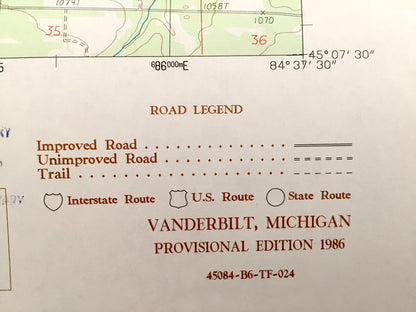 1074T
1058T
1070
35
36
45°07'30"
⁶86⁰⁰⁰ᵐE
84°37'30"
ROAD LEGEND
Improved Road
Unimproved Road
Trail
Interstate Route U.S. Route State Route
VANDERBILT, MICHIGAN
PROVISIONAL EDITION 1986
45084-B6-TF-024